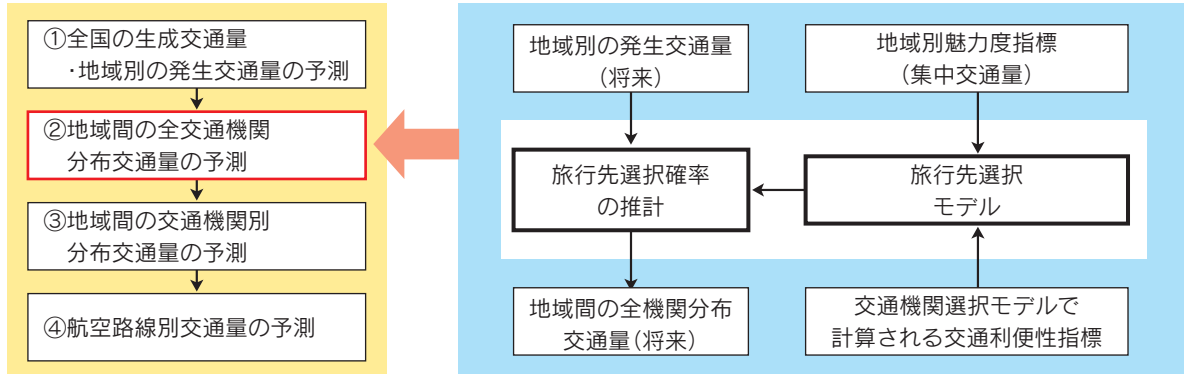 ①全国の生成交通量
・地域別の発生交通量の予測
②地域間の全交通機関
分布交通量の予測
③地域間の交通機関別
分布交通量の予測
④航空路線別交通量の予測
地域別の発生交通量
(将来)
地域別魅力度指標
(集中交通量)
旅行先選択確率
の推計
旅行先選択
モデル
地域間の全機関分布
交通量(将来)
交通機関選択モデルで
計算される交通利便性指標